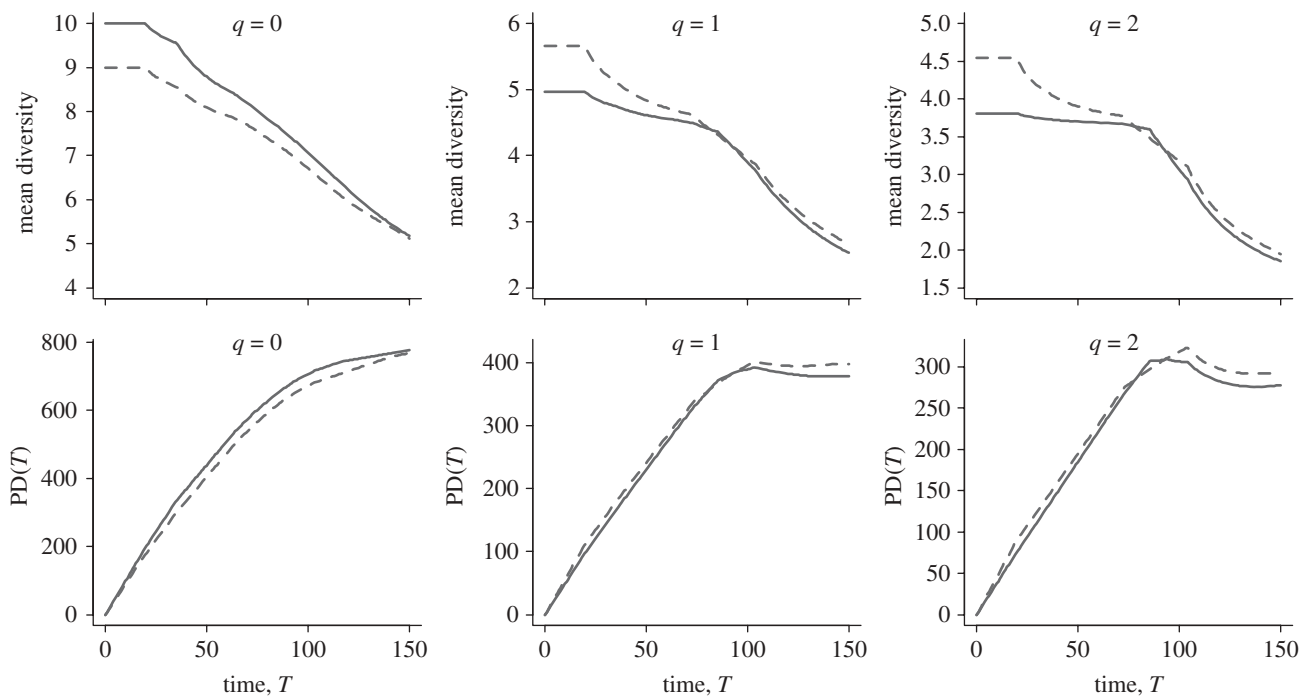 q = 0
q = 1
q = 2
mean diversity
10
9
8
7
6
5
4
mean diversity
6
5
4
3
2
mean diversity
5.0
4.5
4.0
3.5
3.0
2.5
2.0
1.5
q = 0
q = 1
q = 2
PD(T)
800
600
400
200
0
PD(T)
400
300
200
100
0
PD(T)
300
250
200
150
100
50
0
0 50 100 150
0 50 100 150
0 50 100 150
time, T
time, T
time, T